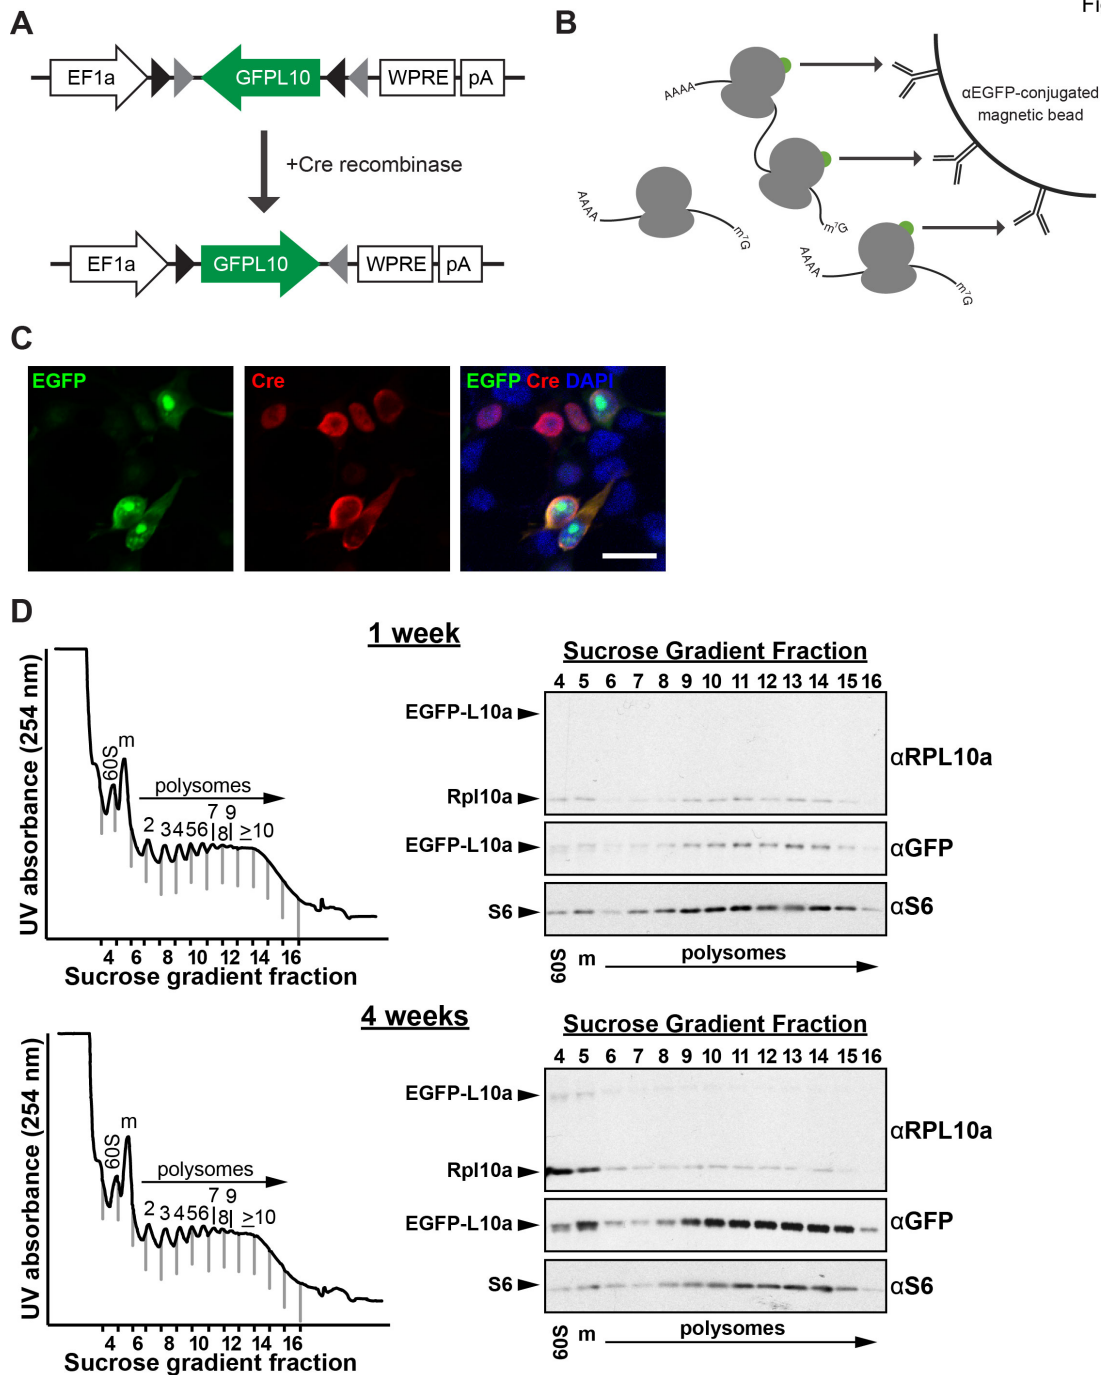 Fi
A
EF1a GFPL10 WPRE pA
+Cre recombinase
EF1a GFPL10 WPRE pA
B
AAAA
αEGFP-conjugated
magnetic bead
AAAA
m⁷G
m⁷G
AAAA
m⁷G
C
EGFP
Cre
EGFP Cre DAPI
D
1 week
UV absorbance (254 nm)
60S
m
polysomes
2 3 4 5 6 7 8 9 ≥10
4 6 8 10 12 14 16
Sucrose gradient fraction
Sucrose Gradient Fraction
4 5 6 7 8 9 10 11 12 13 14 15 16
EGFP-L10a
αRPL10a
Rpl10a
EGFP-L10a
αGFP
S6
αS6
60S m polysomes
4 weeks
UV absorbance (254 nm)
60S
m
polysomes
2 3 4 5 6 7 8 9 ≥10
4 6 8 10 12 14 16
Sucrose gradient fraction
Sucrose Gradient Fraction
4 5 6 7 8 9 10 11 12 13 14 15 16
EGFP-L10a
αRPL10a
Rpl10a
EGFP-L10a
αGFP
S6
αS6
60S m polysomes